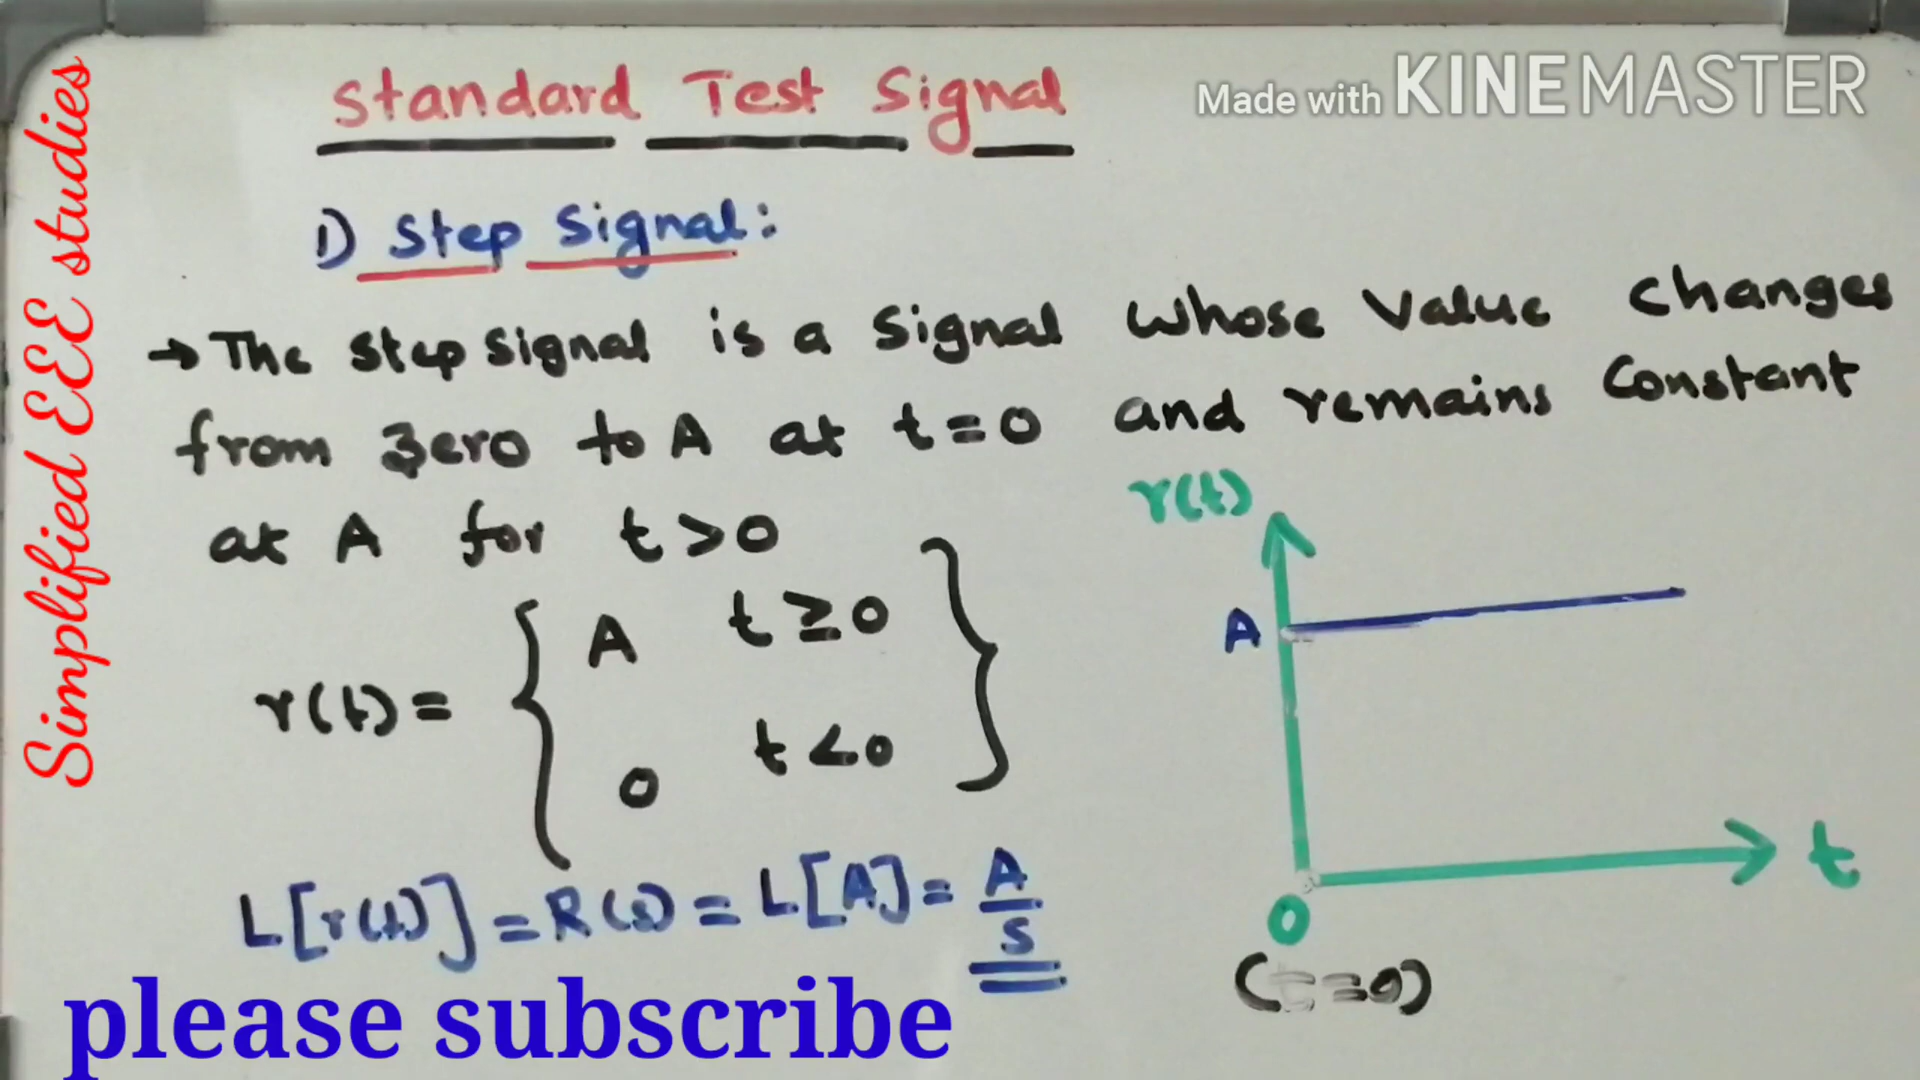 Standard Test Signal
Made with KINEMASTER
Simplified EEE studies
1) Step Signal:
→ The Step Signal is a Signal whose Value Changes
from zero to A at t=0 and remains Constant
at A for t>0
r(t) = { A t≥0
0 t<0 }
L[r(t)] = R(s) = L[A] = A/s
r(t)
A
t
0
(t=0)
please subscribe